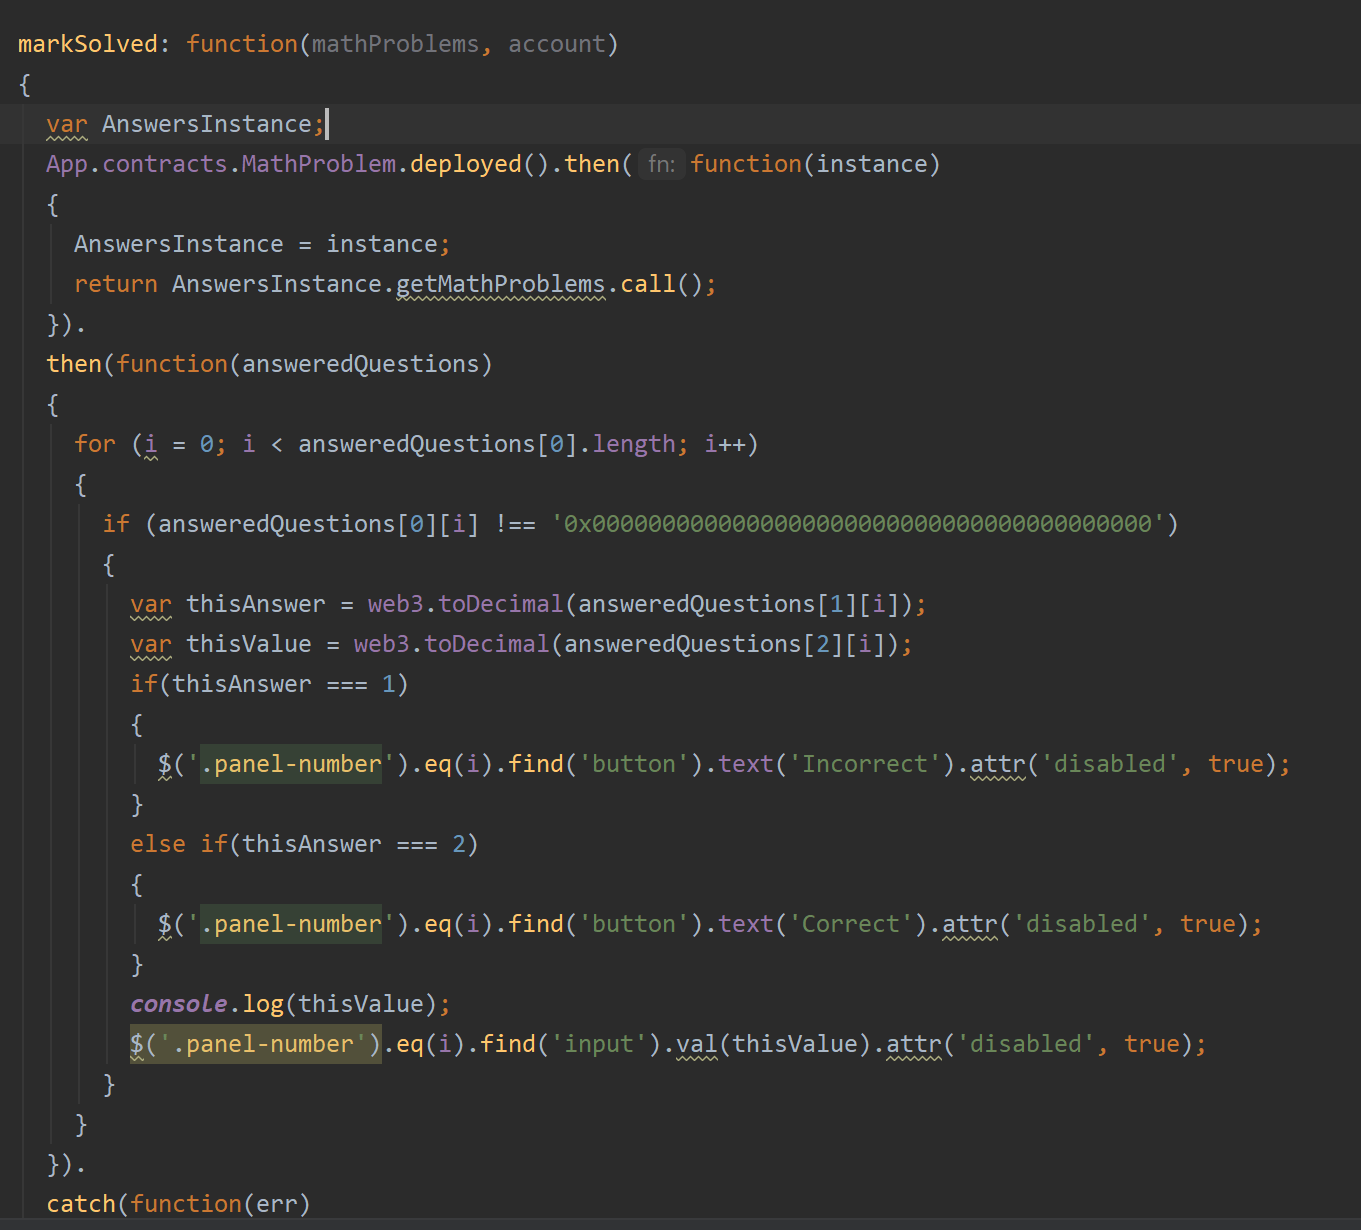 markSolved: function(mathProblems, account)
{
var AnswersInstance;
App.contracts.MathProblem.deployed().then( fn: function(instance)
{
AnswersInstance = instance;
return AnswersInstance.getMathProblems.call();
}).
then(function(answeredQuestions)
{
for (i = 0; i < answeredQuestions[0].length; i++)
{
if (answeredQuestions[0][i] !== '0x0000000000000000000000000000000000000000')
{
var thisAnswer = web3.toDecimal(answeredQuestions[1][i]);
var thisValue = web3.toDecimal(answeredQuestions[2][i]);
if(thisAnswer === 1)
{
$('.panel-number').eq(i).find('button').text('Incorrect').attr('disabled', true);
}
else if(thisAnswer === 2)
{
$('.panel-number').eq(i).find('button').text('Correct').attr('disabled', true);
}
console.log(thisValue);
$('.panel-number').eq(i).find('input').val(thisValue).attr('disabled', true);
}
}
}).
catch(function(err)